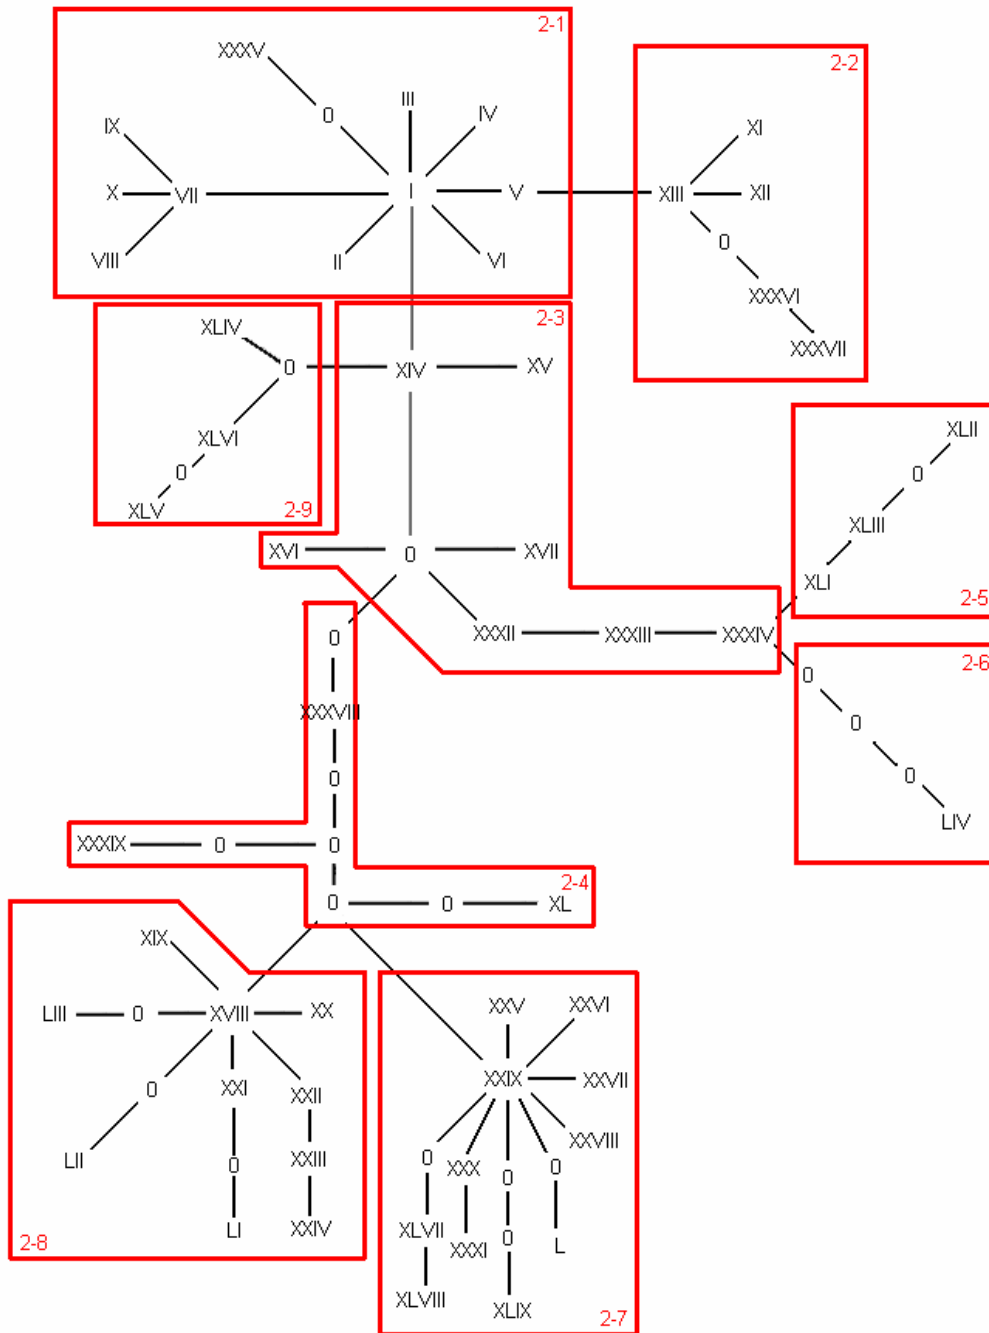 2-1
XXXV
0
III
IV
IX
X
VII
I
V
VIII
II
VI
2-2
XI
XIII
XII
0
XXXVI
XXXVII
2-3
XIV
XV
XVI
0
XVII
XXXII
XXXIII
XXXIV
XLIV
0
XLVI
0
XLV
2-9
XLII
0
XLIII
XLI
2-5
2-6
0
0
0
LIV
0
XXXVIII
0
XXXIX
0
0
2-4
0
0
XL
XIX
LIII
0
XVIII
XX
0
XXI
XXII
LII
0
XXIII
LI
XXIV
2-8
XXV
XXVI
XXIX
XXVII
XXVIII
0
XXX
0
0
XLVII
XXXI
0
L
XLVIII
XLIX
2-7